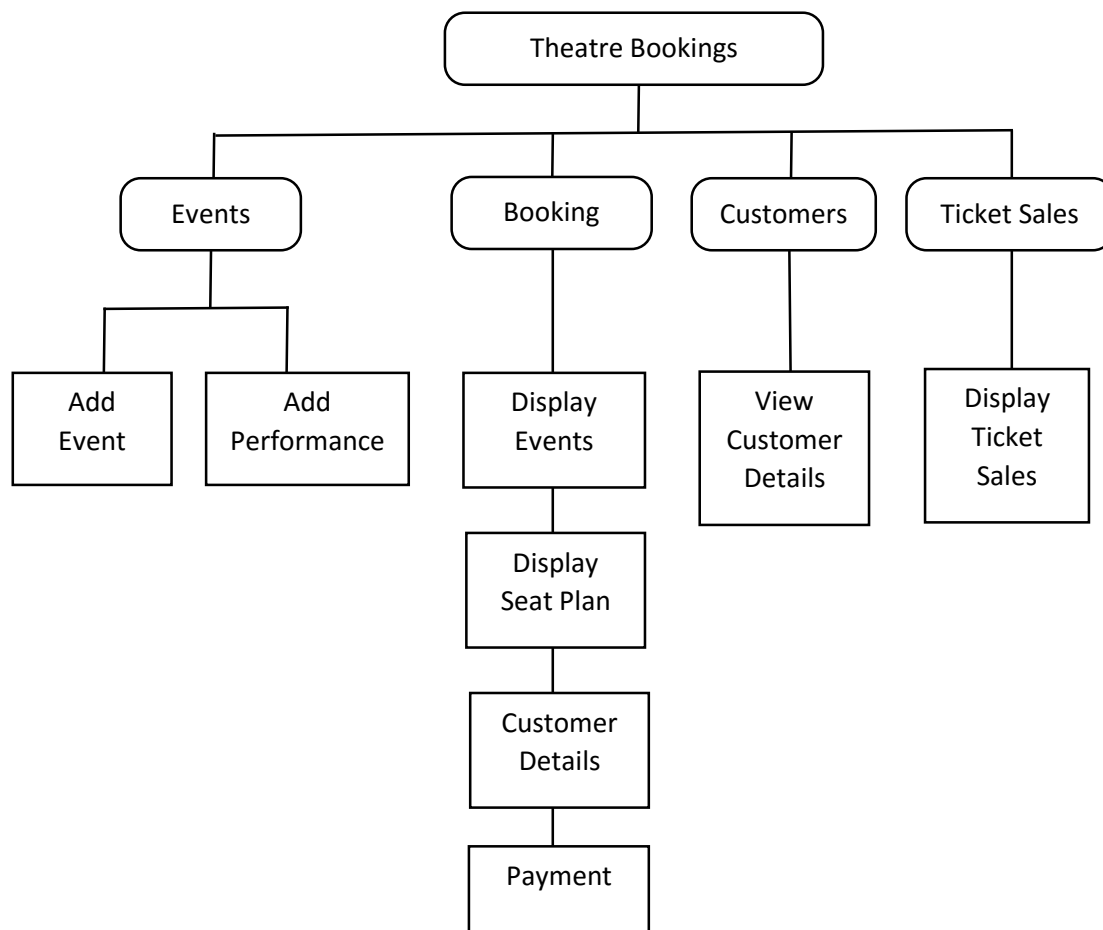 Theatre Bookings
Events
Booking
Customers
Ticket Sales
Add
Event
Add
Performance
Display
Events
View
Customer
Details
Display
Ticket
Sales
Display
Seat Plan
Customer
Details
Payment